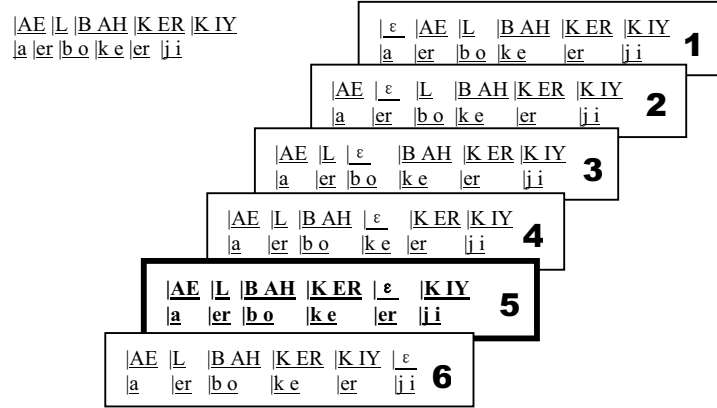 |AE |L |B AH |K ER |K IY
|a |er |b o |k e |er |j i
|ε |AE |L |B AH |K ER |K IY
|a |er |b o |k e |er |j i
1
|AE |ε |L |B AH |K ER |K IY
|a |er |b o |k e |er |j i
2
|AE |L |ε |B AH |K ER |K IY
|a |er |b o |k e |er |j i
3
|AE |L |B AH |ε |K ER |K IY
|a |er |b o |k e |er |j i
4
|AE |L |B AH |K ER |ε |K IY
|a |er |b o |k e |er |j i
5
|AE |L |B AH |K ER |K IY |ε
|a |er |b o |k e |er |j i
6